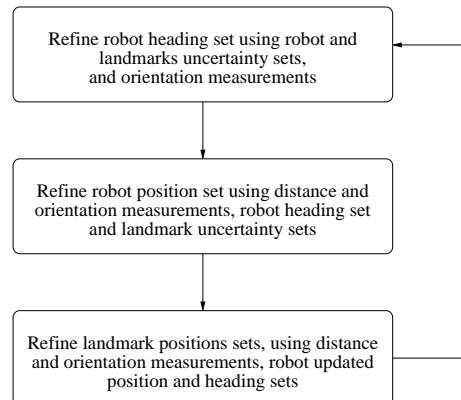 Refine robot heading set using robot and
landmarks uncertainty sets,
and orientation measurements
Refine robot position set using distance and
orientation measurements, robot heading set
and landmark uncertainty sets
Refine landmark positions sets, using distance
and orientation measurements, robot updated
position and heading sets